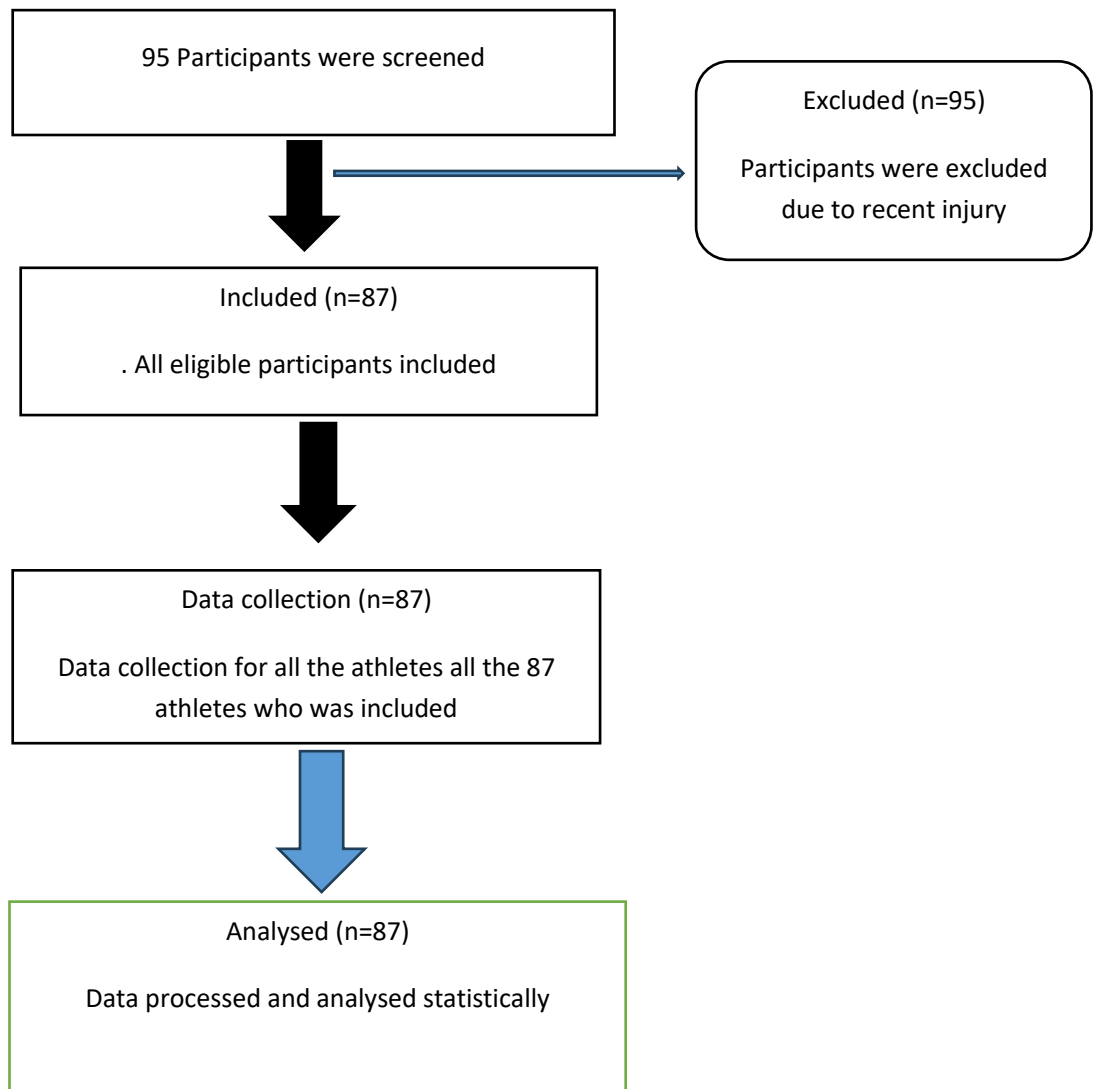 95 Participants were screened
Excluded (n=95)
Participants were excluded
due to recent injury
Included (n=87)
. All eligible participants included
Data collection (n=87)
Data collection for all the athletes all the 87
athletes who was included
Analysed (n=87)
Data processed and analysed statistically